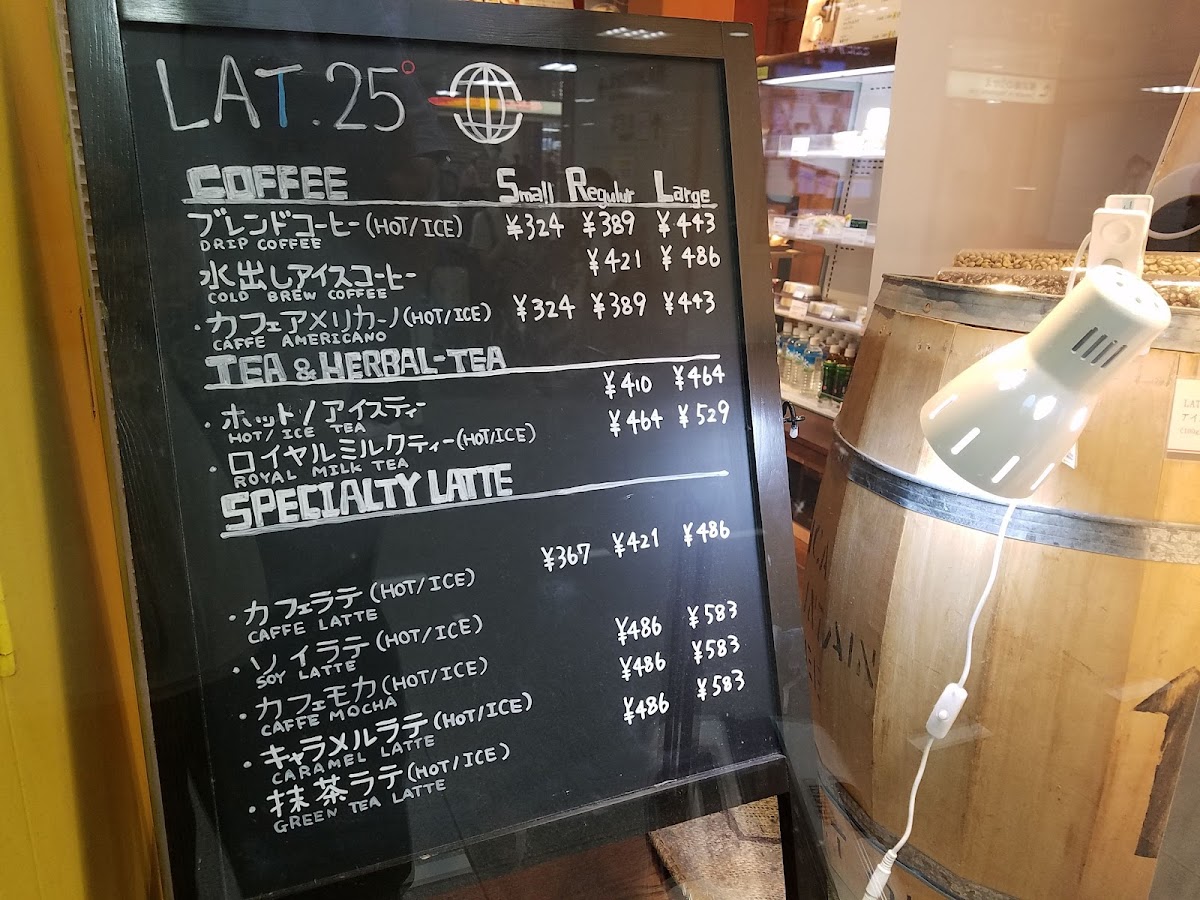 LAT.25°
COFFEE Small Regulur Large
ブレンドコーヒー(HOT/ICE) ¥324 ¥389 ¥443
DRIP COFFEE
水出しアイスコーヒー ¥421 ¥486
COLD BREW COFFEE
・カフェアメリカーノ(HOT/ICE) ¥324 ¥389 ¥443
CAFFE AMERICANO
TEA & HERBAL-TEA
・ホット/アイスティー ¥410 ¥464
HOT/ ICE TEA
・ロイヤルミルクティー(HOT/ICE) ¥464 ¥529
ROYAL MILK TEA
SPECIALTY LATTE
・カフェラテ(HOT/ICE) ¥367 ¥421 ¥486
CAFFE LATTE
・ソイラテ(HOT/ICE)
SOY LATTE
・カフェモカ(HOT/ICE) ¥486 ¥583
CAFFE MOCHA
・キャラメルラテ(HOT/ICE) ¥486 ¥583
CARAMEL LATTE
・抹茶ラテ(HOT/ICE) ¥486 ¥583
GREEN TEA LATTE